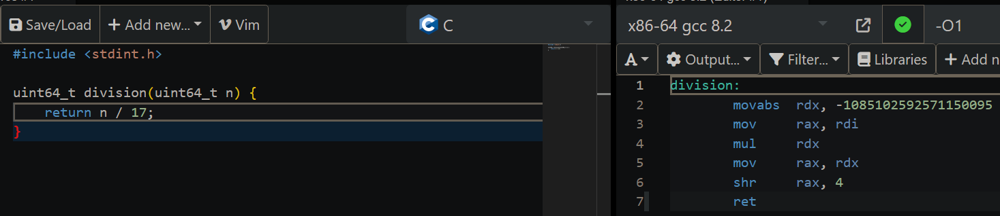 Save/Load + Add new... Vim C
#include <stdint.h>
uint64_t division(uint64_t n) {
return n / 17;
}
x86-64 gcc 8.2 -O1
A Output... Filter... Libraries + Add n
1 division:
2 movabs rdx, -1085102592571150095
3 mov rax, rdi
4 mul rdx
5 mov rax, rdx
6 shr rax, 4
7 ret